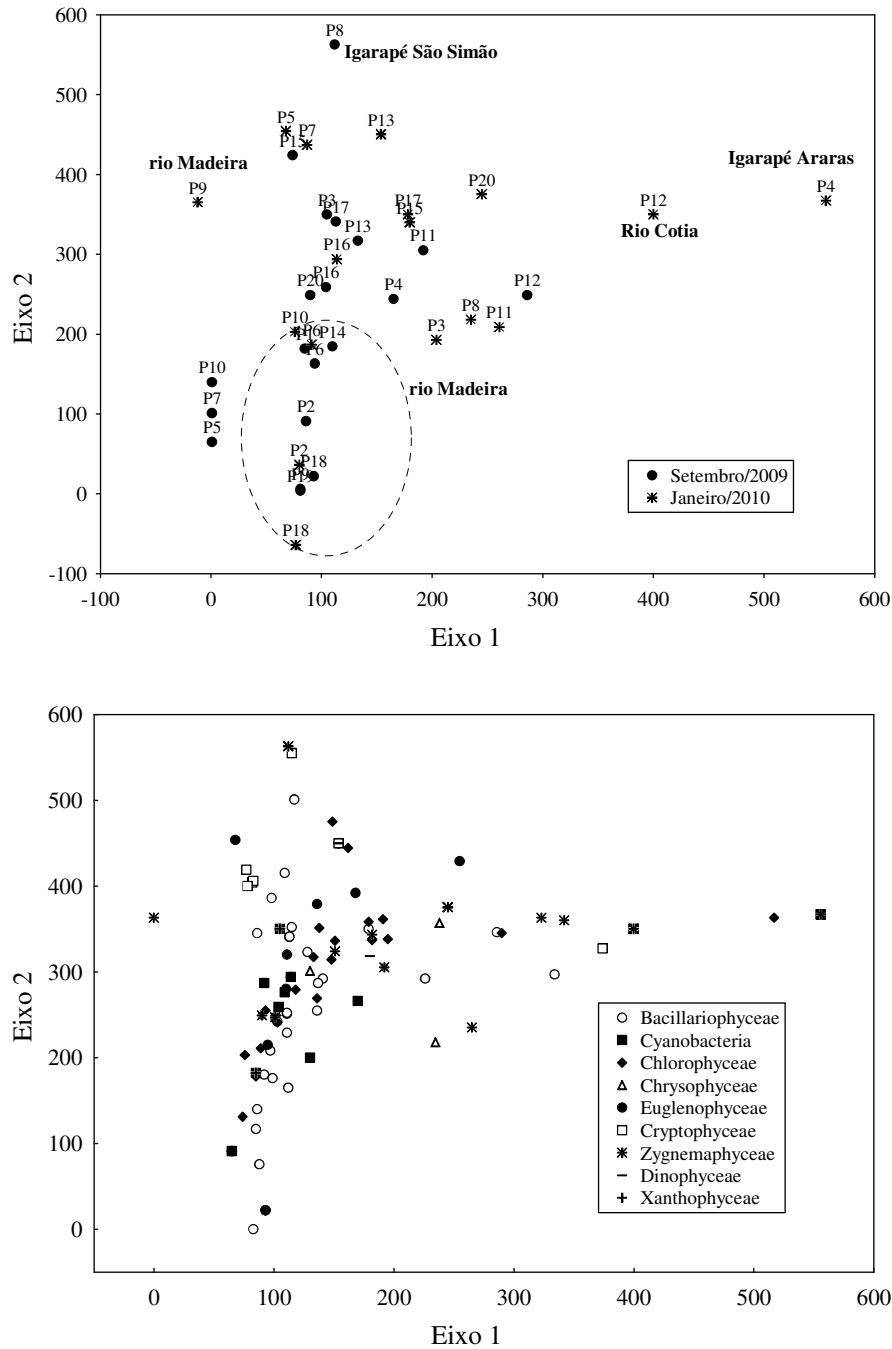 600
P8
Igarapé São Simão
500
P5
P7
P13
P15
rio Madeira
Igarapé Araras
400
P9
P3
P17
P17
P15
P20
P12
P4
P13
Rio Cotia
P16
P11
300
P16
P20
P4
P12
200
P10
P6
P14
P6
P3
P8
P11
P10
rio Madeira
P7
P2
100
P5
P2
P18
Setembro/2009
Janeiro/2010
0
P18
-100
-100 0 100 200 300 400 500 600
Eixo 1
Eixo 2
600
500
400
300
200
100
0
Bacillariophyceae
Cyanobacteria
Chlorophyceae
Chrysophyceae
Euglenophyceae
Cryptophyceae
Zygnemaphyceae
Dinophyceae
Xanthophyceae
0 100 200 300 400 500 600
Eixo 1
Eixo 2